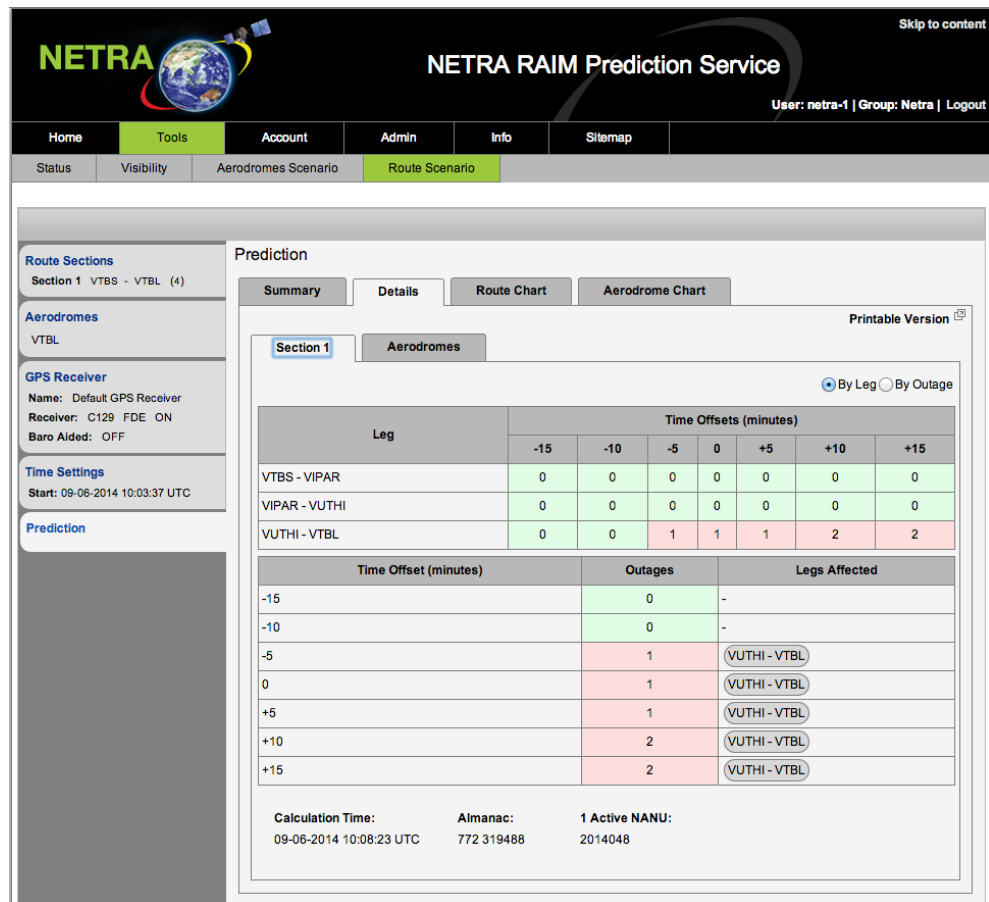 Skip to content
NETRA
NETRA RAIM Prediction Service
User: netra-1 | Group: Netra | Logout
Home Tools Account Admin Info Sitemap
Status Visibility Aerodromes Scenario Route Scenario
Route Sections
Section 1 VTBS - VTBL (4)
Aerodromes
VTBL
GPS Receiver
Name: Default GPS Receiver
Receiver: C129 FDE ON
Baro Aided: OFF
Time Settings
Start: 09-06-2014 10:03:37 UTC
Prediction
Prediction
Summary Details Route Chart Aerodrome Chart
Printable Version
Section 1 Aerodromes
By Leg By Outage
Leg Time Offsets (minutes)
-15 -10 -5 0 +5 +10 +15
VTBS - VIPAR 0 0 0 0 0 0 0
VIPAR - VUTHI 0 0 0 0 0 0 0
VUTHI - VTBL 0 0 1 1 1 2 2
Time Offset (minutes) Outages Legs Affected
-15 0 -
-10 0 -
-5 1 VUTHI - VTBL
0 1 VUTHI - VTBL
+5 1 VUTHI - VTBL
+10 2 VUTHI - VTBL
+15 2 VUTHI - VTBL
Calculation Time: Almanac: 1 Active NANU:
09-06-2014 10:08:23 UTC 772 319488 2014048